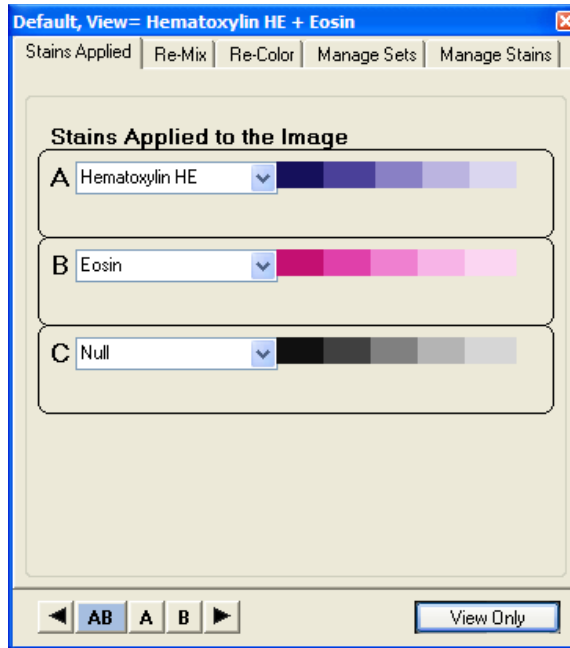 Default, View= Hematoxylin HE + Eosin
Stains Applied Re-Mix Re-Color Manage Sets Manage Stains
Stains Applied to the Image
A Hematoxylin HE
B Eosin
C Null
AB A B View Only